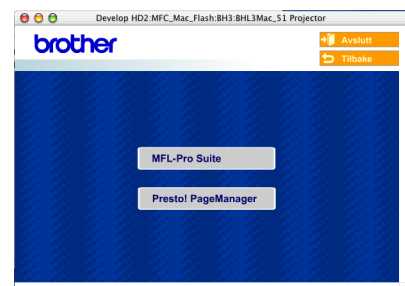 Develop HD2:MFC_Mac_Flash:BH3:BHL3Mac_51 Projector
brother
Avslutt
Tilbake
MFL-Pro Suite
Presto! PageManager